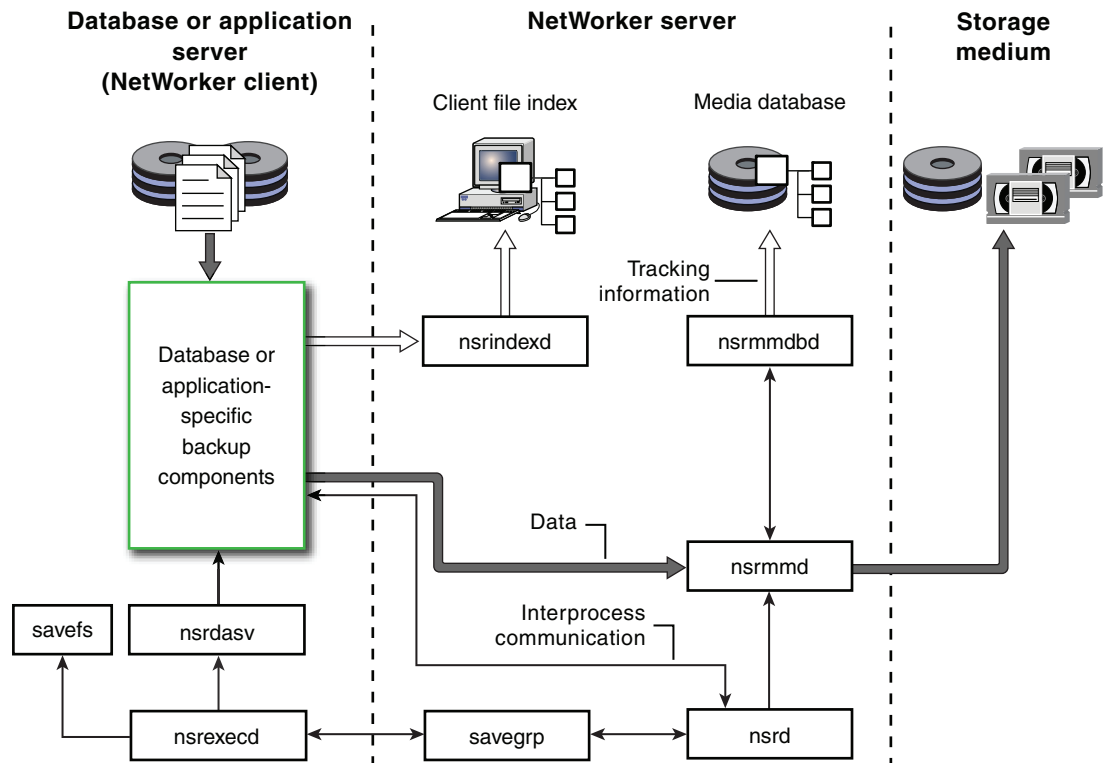 Database or application
server
(NetWorker client)
NetWorker server
Storage
medium
Client file index
Media database
Tracking
information
nsrindexd
nsrmmdbd
Database or
application-
specific
backup
components
Data
nsrmmd
Interprocess
communication
savefs
nsrdasv
nsrexecd
savegrp
nsrd